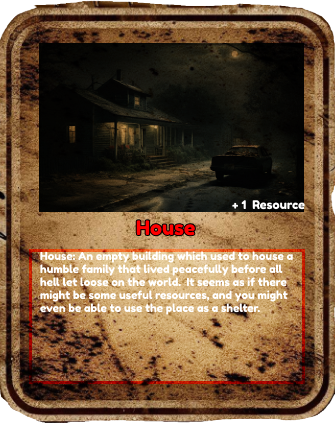 +1 Resource
House
House: An empty building which used to house a
humble family that lived peacefully before all
hell let loose on the world. It seems as if there
might be some useful resources, and you might
even be able to use the place as a shelter.